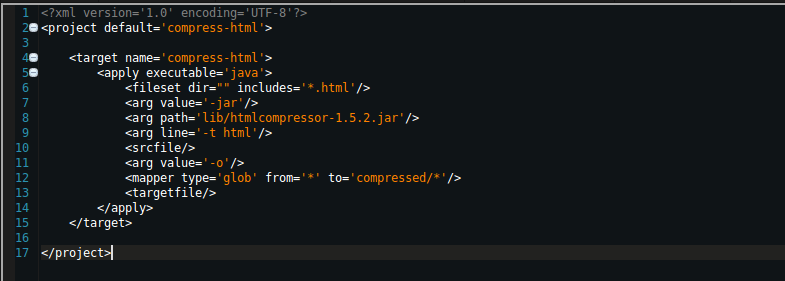 1 <?xml version='1.0' encoding='UTF-8'?>
2 <project default='compress-html'>
3
4 <target name='compress-html'>
5 <apply executable='java'>
6 <fileset dir="" includes='*.html'/>
7 <arg value='-jar'/>
8 <arg path='lib/htmlcompressor-1.5.2.jar'/>
9 <arg line='-t html'/>
10 <srcfile/>
11 <arg value='-o'/>
12 <mapper type='glob' from='*' to='compressed/*'/>
13 <targetfile/>
14 </apply>
15 </target>
16
17 </project>